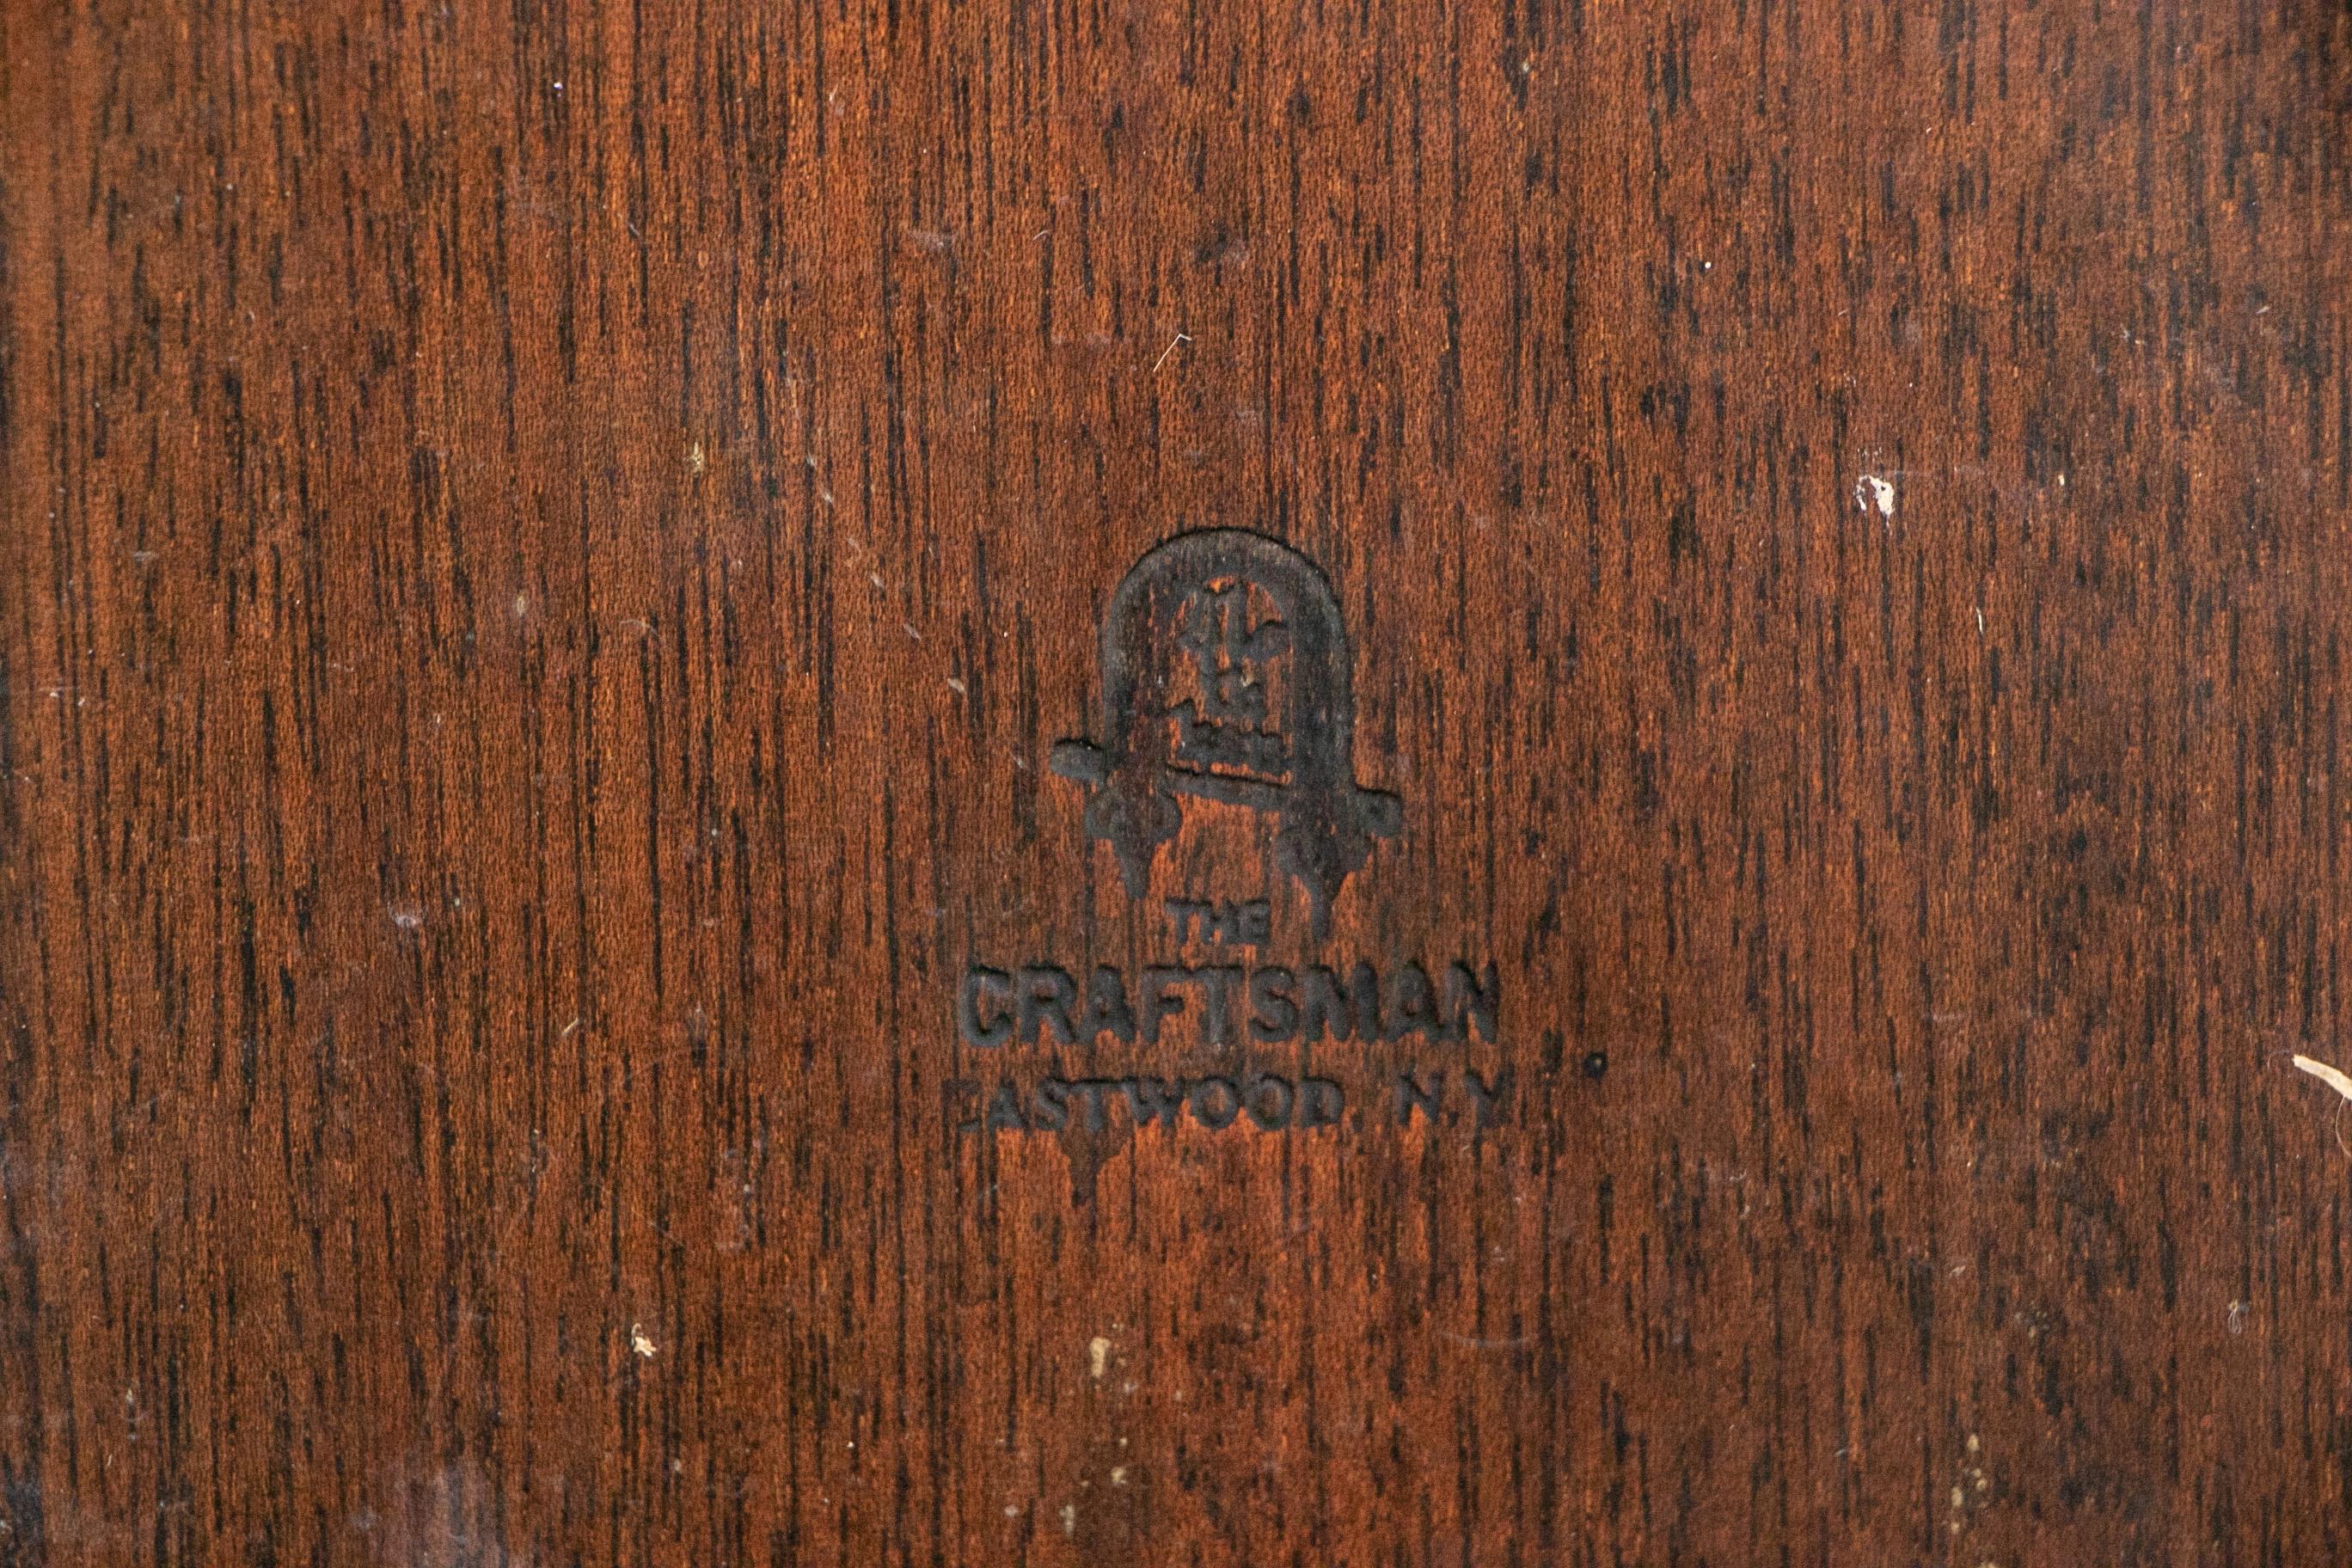 THE
CRAFTSMAN
EASTWOOD, N.Y.